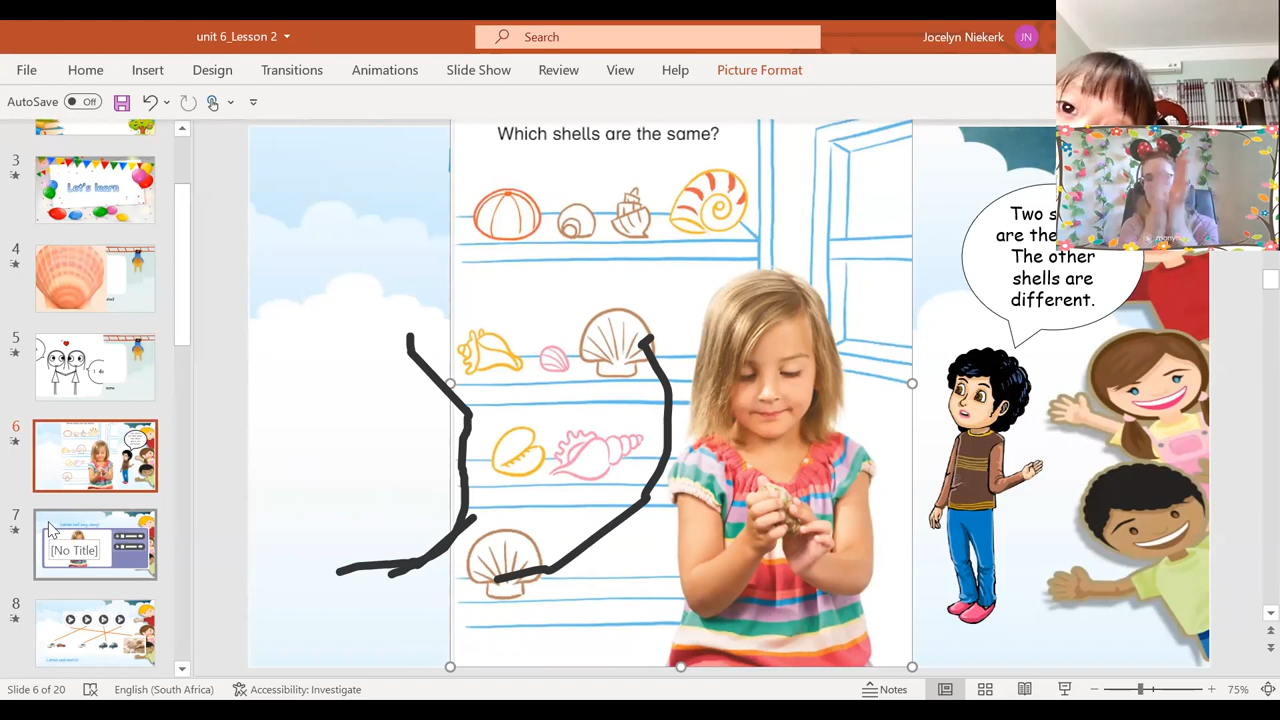 unit 6_Lesson 2
Search
Jocelyn Niekerk
JN
File
Home
Insert
Design
Transitions
Animations
Slide Show
Review
View
Help
Picture Format
AutoSave
Off
3
Let's learn
4
5
6
7
[No Title]
8
Which shells are the same?
Two
are the
The other
shells are
different.
Slide 6 of 20
English (South Africa)
Accessibility: Investigate
Notes
75%